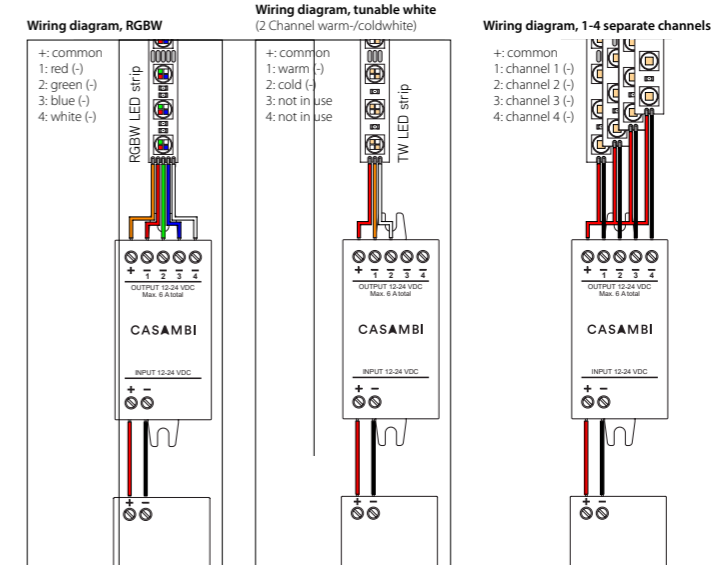 Wiring diagram, RGBW
+: common
1: red (-)
2: green (-)
3: blue (-)
4: white (-)
RGBW LED strip
+ – – – –
1 2 3 4
OUTPUT 12-24 VDC
Max. 6 A total
CASAMBI
INPUT 12-24 VDC
+ –
+ –
Wiring diagram, tunable white
(2 Channel warm-/coldwhite)
+: common
1: warm (-)
2: cold (-)
3: not in use
4: not in use
TW LED strip
+ – – – –
1 2 3 4
OUTPUT 12-24 VDC
Max. 6 A total
CASAMBI
INPUT 12-24 VDC
+ –
+ –
Wiring diagram, 1-4 separate channels
+: common
1: channel 1 (-)
2: channel 2 (-)
3: channel 3 (-)
4: channel 4 (-)
+ – – – –
1 2 3 4
OUTPUT 12-24 VDC
Max. 6 A total
CASAMBI
INPUT 12-24 VDC
+ –
+ –